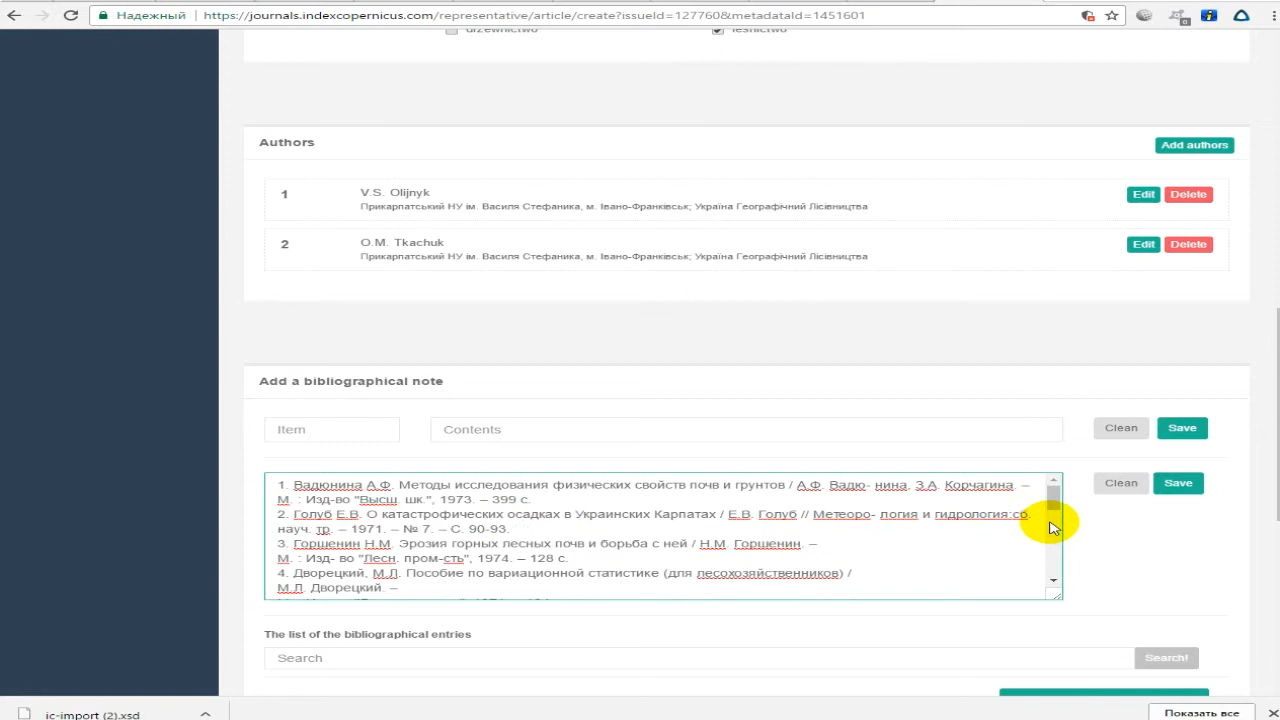 Надежный https://journals.indexcopernicus.com/representative/article/create?issueId=127760&metadataId=1451601
drzewnictwo leśnictwo
Authors
Add authors
1 V.S. Olijnyk Edit Delete
Прикарпатський НУ ім. Василя Стефаника, м. Івано-Франківськ; Україна Географічний Лісівництва
2 O.M. Tkachuk Edit Delete
Прикарпатський НУ ім. Василя Стефаника, м. Івано-Франківськ; Україна Географічний Лісівництва
Add a bibliographical note
Item Contents Clean Save
1. Вадюнина А.Ф. Методы исследования физических свойств почв и грунтов / А.Ф. Вадю- нина, З.А. Корчагина. –
М. : Изд-во "Высш. шк.", 1973. – 399 с.
2. Голуб Е.В. О катастрофических осадках в Украинских Карпатах / Е.В. Голуб // Метеоро- логия и гидрология:сб.
науч. тр. – 1971. – № 7. – С. 90-93.
3. Горшенин Н.М. Эрозия горных лесных почв и борьба с ней / Н.М. Горшенин. –
М. : Изд- во "Лесн. пром-сть", 1974. – 128 с.
4. Дворецкий, М.Л. Пособие по вариационной статистике (для лесохозяйственников) /
М.Л. Дворецкий. –
Clean Save
The list of the bibliographical entries
Search Search!
ic-import (2).xsd Показать все